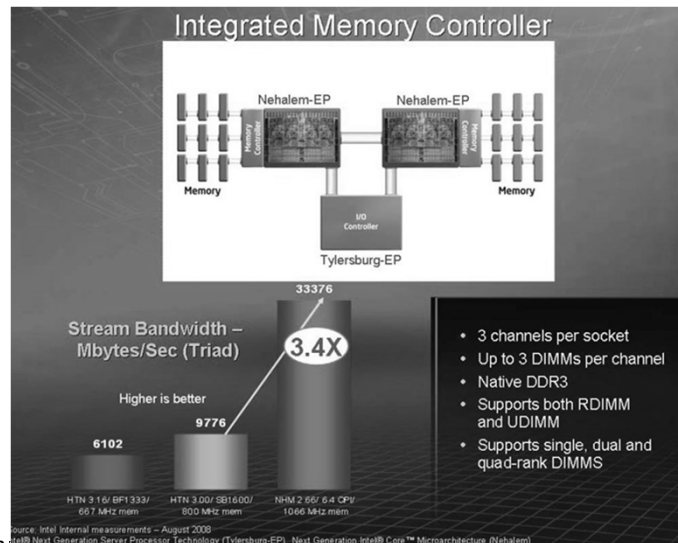 Integrated Memory Controller
Nehalem-EP
Nehalem-EP
Memory
Controller
Memory
Controller
Memory
Memory
I/O
Controller
Tylersburg-EP
Stream Bandwidth –
Mbytes/Sec (Triad)
Higher is better
6102
9776
33376
3.4X
HTN 3.16/ BF1333/
667 MHz mem
HTN 3.00/ SB1600/
800 MHz mem
NHM 2.66/ 6.4 QPI/
1066 MHz mem
• 3 channels per socket
• Up to 3 DIMMs per channel
• Native DDR3
• Supports both RDIMM
and UDIMM
• Supports single, dual and
quad-rank DIMMS
Source: Intel Internal measurements – August 2008
Intel® Next Generation Server Processor Technology (Tylersburg-EP), Next Generation Intel® Core™ Microarchitecture (Nehalem)